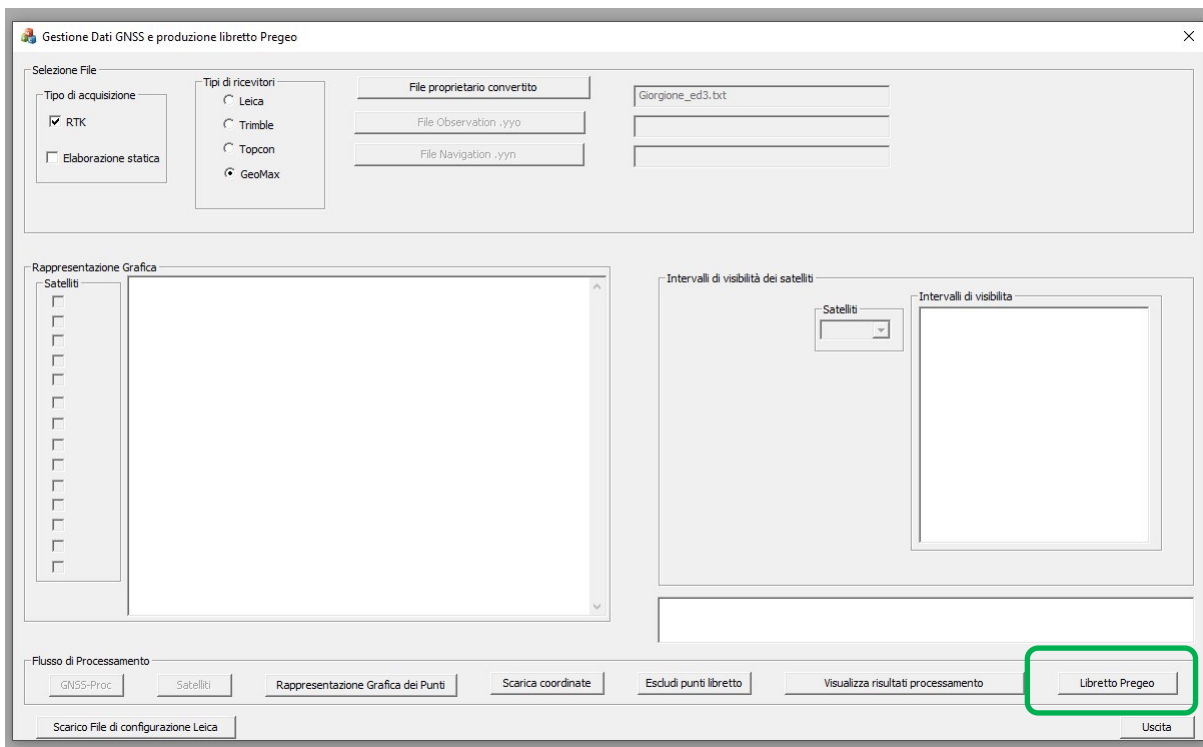 Gestione Dati GNSS e produzione libretto Pregeo
Selezione File
Tipo di acquisizione
RTK
Elaborazione statica
Tipi di ricevitori
Leica
Trimble
Topcon
GeoMax
File proprietario convertito
Giorgione_ed3.txt
File Observation .yyo
File Navigation .yyn
Rappresentazione Grafica
Satelliti
Intervalli di visibilità dei satelliti
Satelliti
Intervalli di visibilita
Flusso di Processamento
GNSS-Proc
Satelliti
Rappresentazione Grafica dei Punti
Scarica coordinate
Escludi punti libretto
Visualizza risultati processamento
Libretto Pregeo
Scarico File di configurazione Leica
Uscita